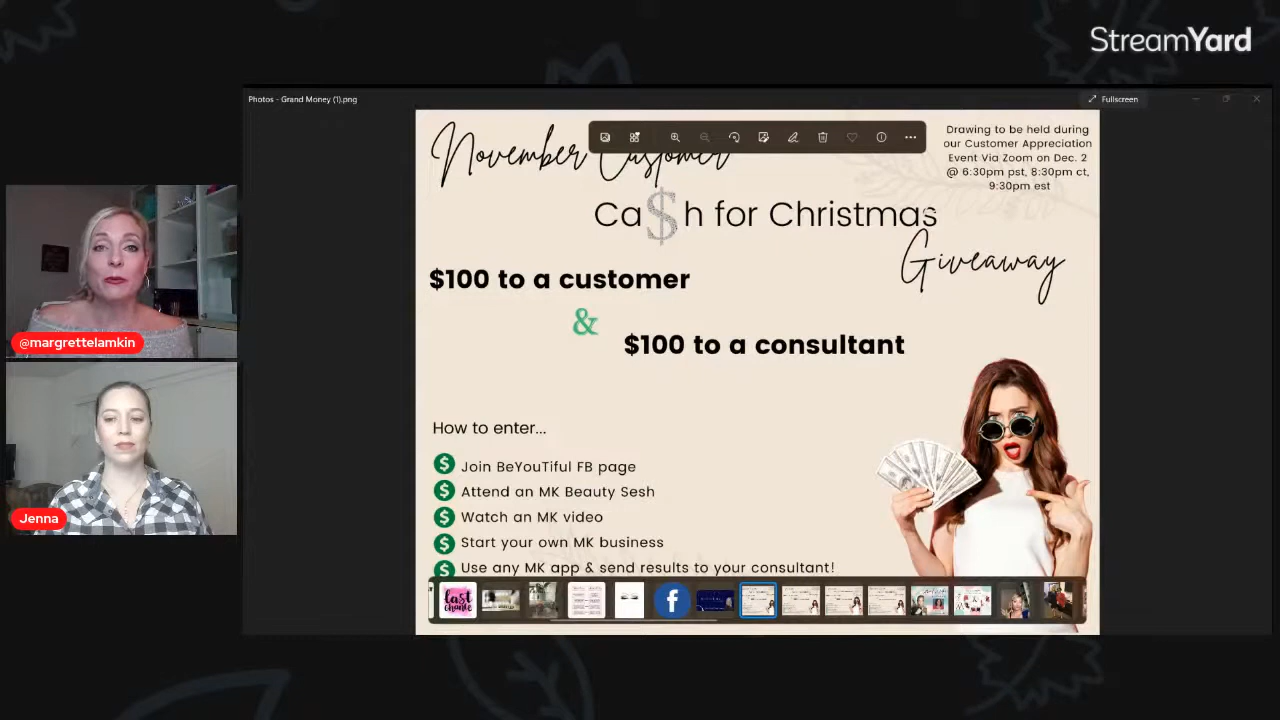 StreamYard
Photos - Grand Money (1).png
Fullscreen
November Customer
Drawing to be held during
our Customer Appreciation
Event Via Zoom on Dec. 2
@ 6:30pm pst, 8:30pm ct,
9:30pm est
Ca$h for Christmas
Giveaway
$100 to a customer
&
$100 to a consultant
How to enter...
$ Join BeYouTiful FB page
$ Attend an MK Beauty Sesh
$ Watch an MK video
$ Start your own MK business
$ Use any MK app & send results to your consultant!
@margrettelamkin
Jenna
last
chance
f